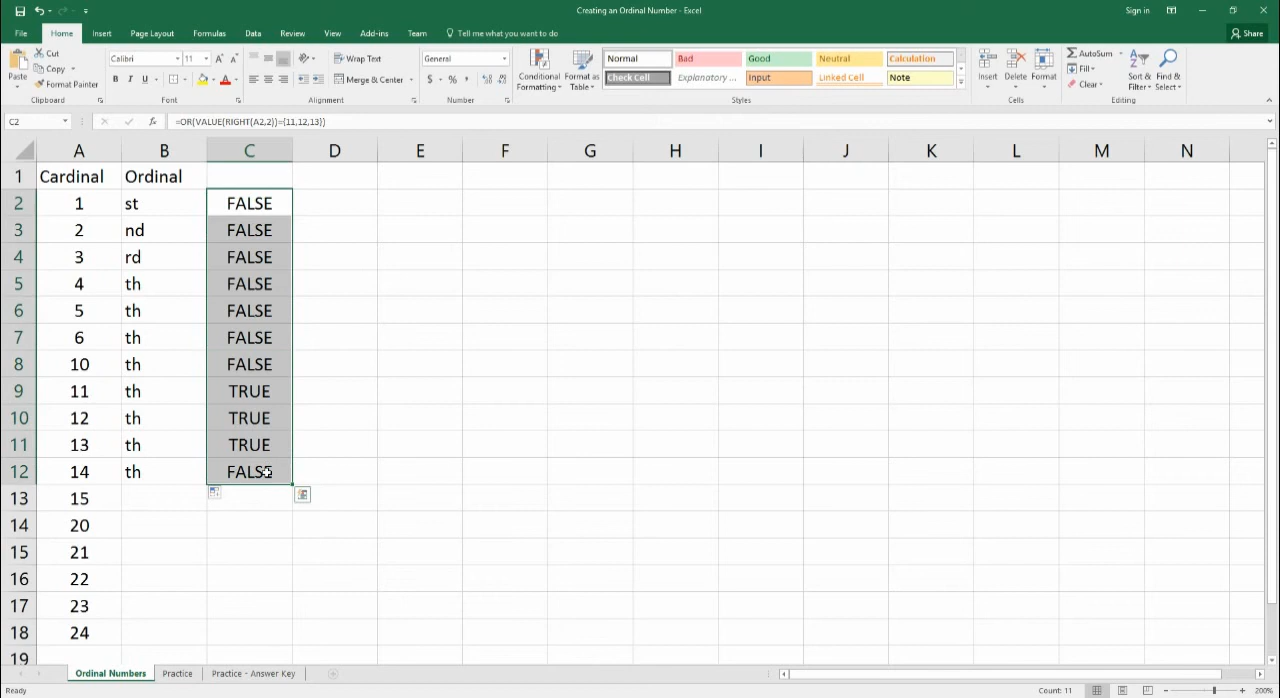 Creating an Ordinal Number - Excel
Sign in
File Home Insert Page Layout Formulas Data Review View Add-ins Team Tell me what you want to do Share
Paste Cut Copy Format Painter Clipboard
Calibri 11 B I U Font
Wrap Text Merge & Center Alignment
General $ % Number
Conditional Formatting Format as Table
Normal Bad Good Neutral Calculation
Check Cell Explanatory ... Input Linked Cell Note
Styles
Insert Delete Format Cells
AutoSum Fill Clear Sort & Filter Find & Select Editing
C2 fx =OR(VALUE(RIGHT(A2,2))={11,12,13})
A B C D E F G H I J K L M N
1 Cardinal Ordinal
2 1 st FALSE
3 2 nd FALSE
4 3 rd FALSE
5 4 th FALSE
6 5 th FALSE
7 6 th FALSE
8 10 th FALSE
9 11 th TRUE
10 12 th TRUE
11 13 th TRUE
12 14 th FALSE
13 15
14 20
15 21
16 22
17 23
18 24
19
Ordinal Numbers Practice Practice - Answer Key
Ready Count: 11 200%